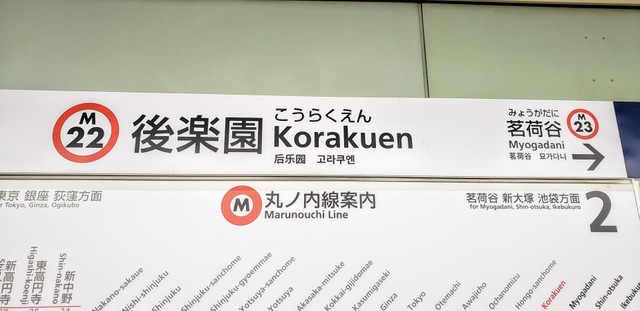 M
22
後楽園
こうらくえん
Korakuen
后乐园 고라쿠엔
みょうがだに
茗荷谷
Myogadani
茗荷谷 묘가다니
M
23
東京 銀座 荻窪方面
for Tokyo, Ginza, Ogikubo
M
丸ノ内線案内
Marunouchi Line
茗荷谷 新大塚 池袋方面
for Myogadani, Shin-otsuka, Ikebukuro
2
新高円寺
Higashi-koenji
東高円寺
Shin-nakano
新中野
Nakano-sakaue
Nishi-shinjuku
Shinjuku
Shinjuku-sanchome
Shinjuku-gyoemmae
Yotsuya-sanchome
Yotsuya
Akasaka-mitsuke
Kokkai-gijidomae
Kasumigaseki
Ginza
Tokyo
Otemachi
Awajicho
Ochanomizu
Hongo-sanchome
Korakuen
Myogadani
Shin-otsuka
Ikebukuro